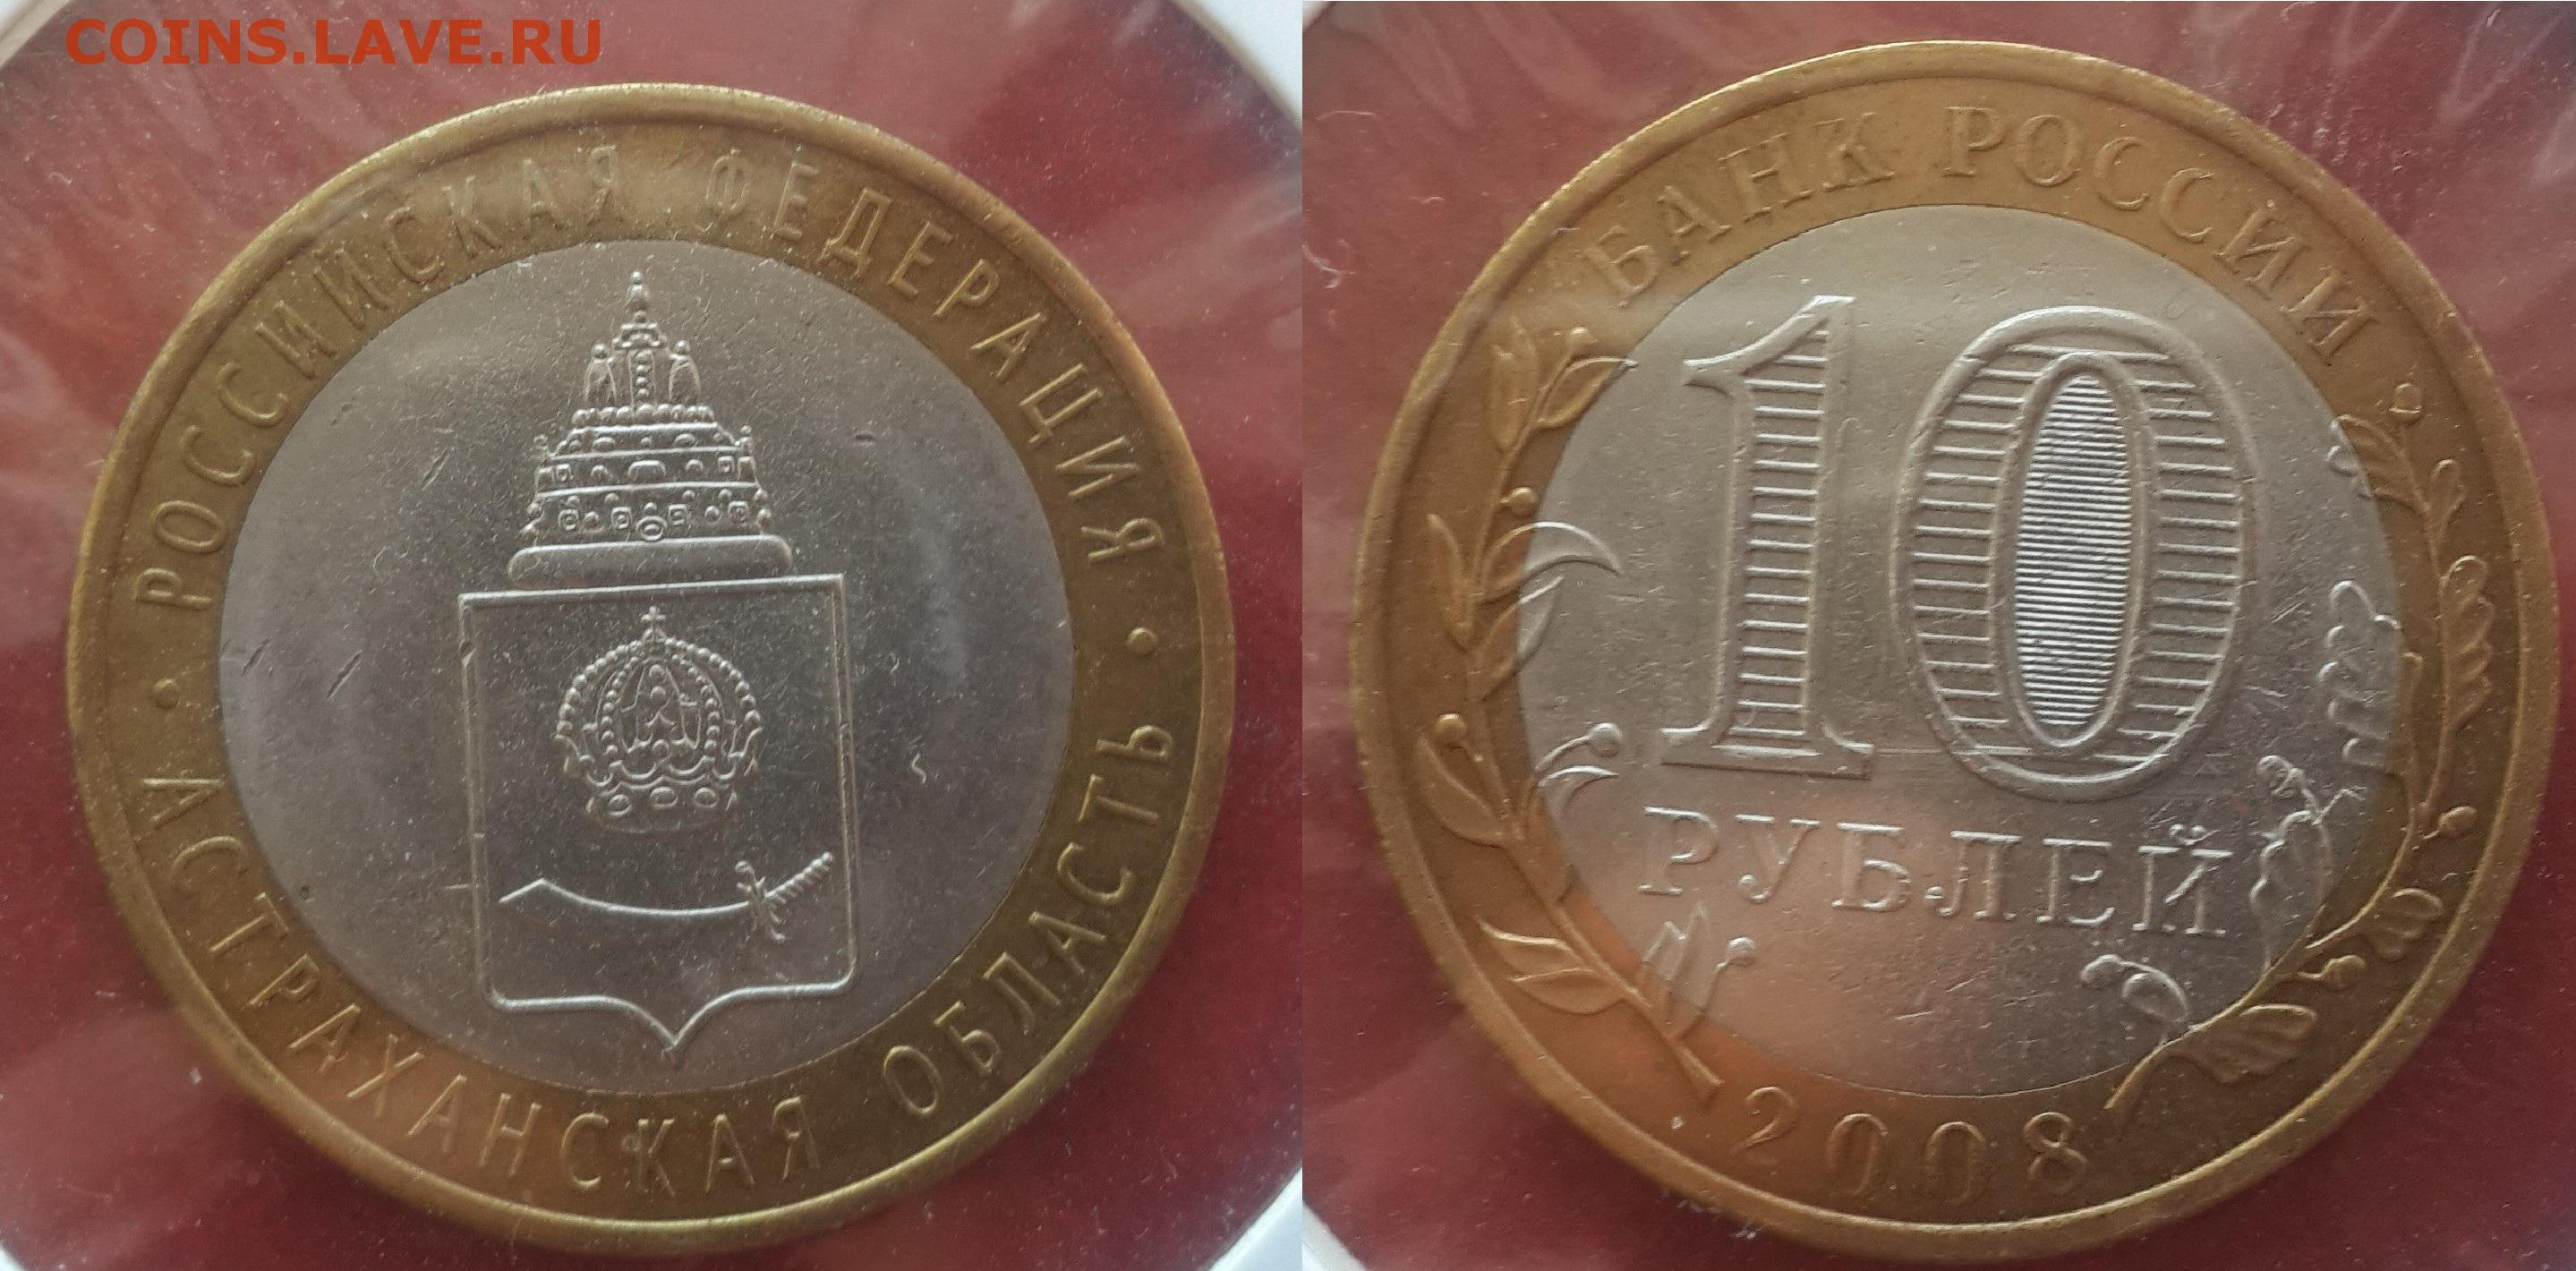 COINS.LAVE.RU
РОССИЙСКАЯ ФЕДЕРАЦИЯ
АСТРАХАНСКАЯ ОБЛАСТЬ
БАНК РОССИИ
10
РУБЛЕЙ
2008